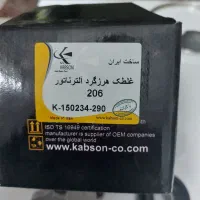 KABSON
ساخت ایران
غلطک هرزگرد آلترناتور
206
K-150234-290
ISO TS 16949 certification
manufacturer is supplier of OEM companies
over the global world.
www.kabson-co.com